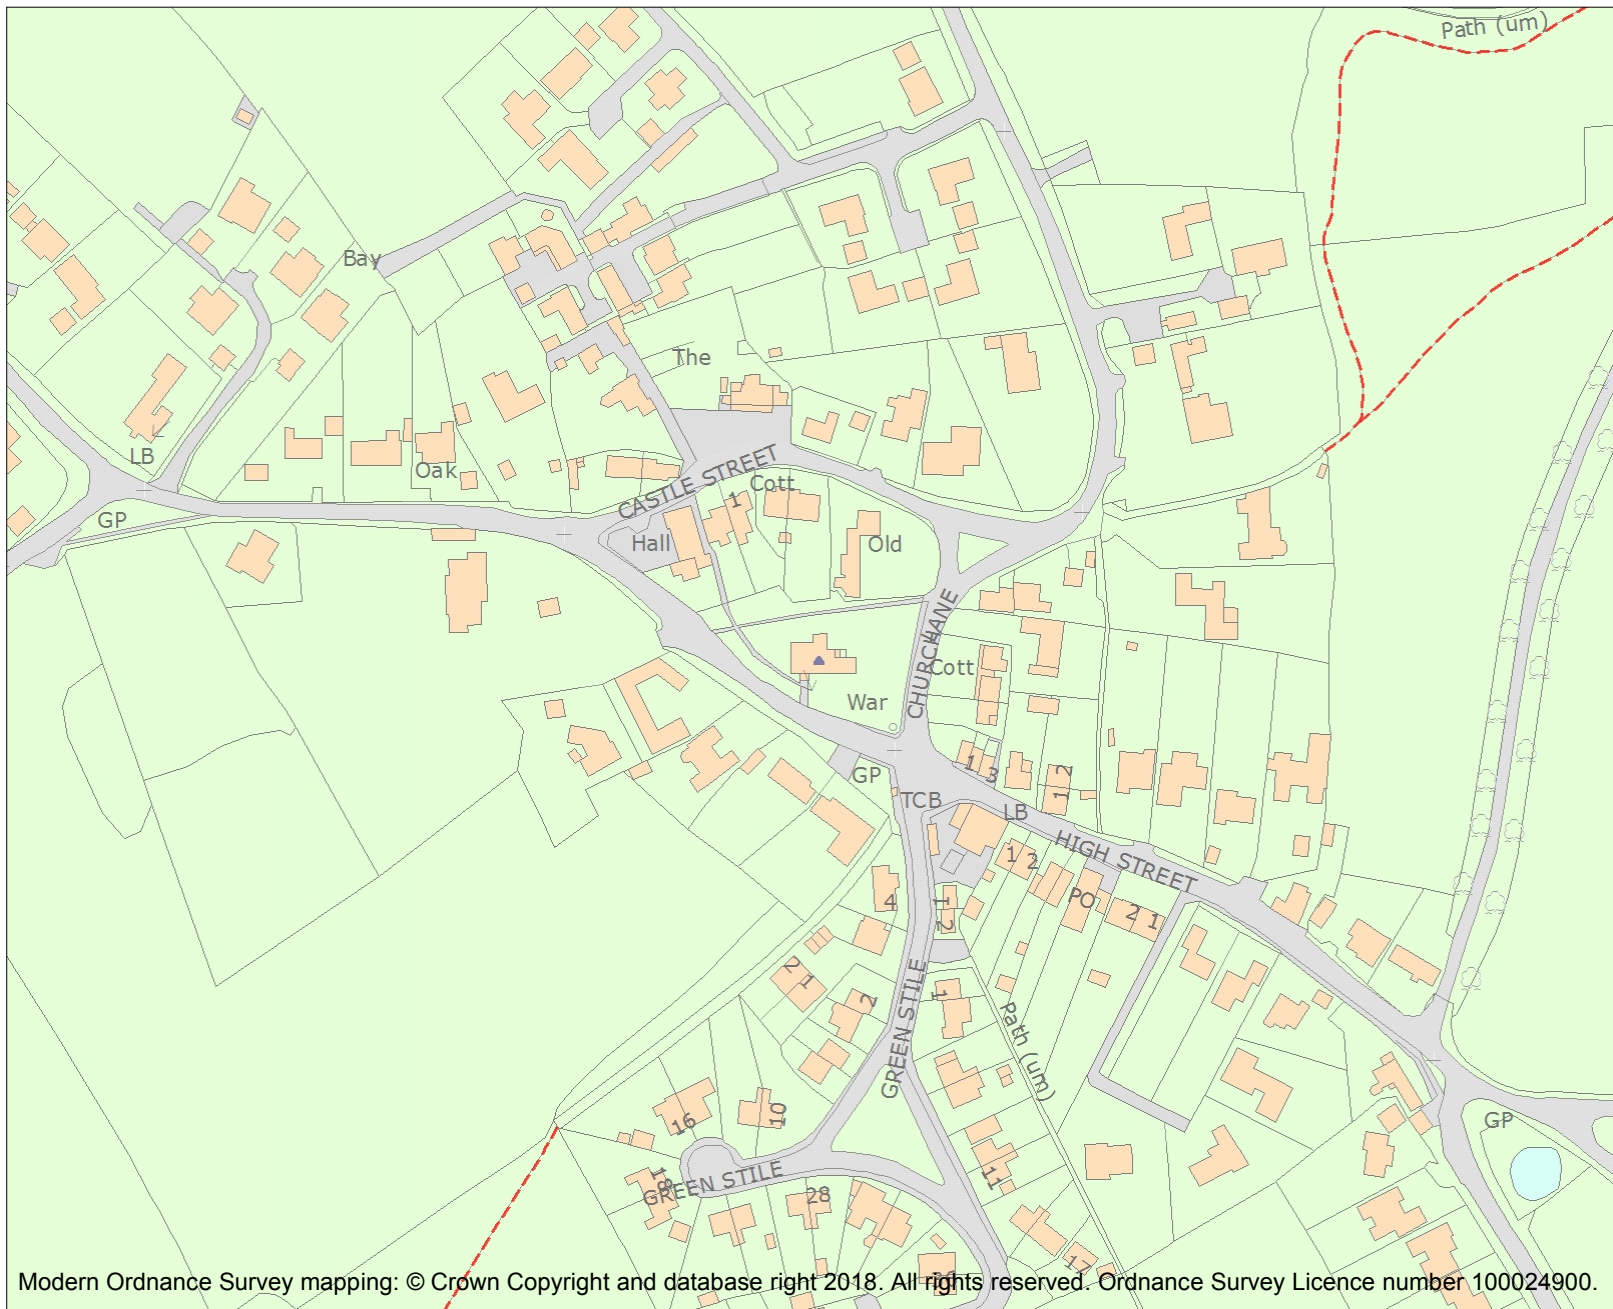 Path (um)
Bay
The
LB
Oak
CASTLE STREET
Cott
1
GP
Hall
Old
CHURCH
LANE
Cott
War
1
3
1 2
GP
TCB
LB
HIGH STREET
1 2
PO
2 1
4
1
2
2 1
2
1
GREEN STILE
Path (um)
16
10
GP
18
GREEN STILE
28
11
17
Modern Ordnance Survey mapping: © Crown Copyright and database right 2018. All rights reserved. Ordnance Survey Licence number 100024900.